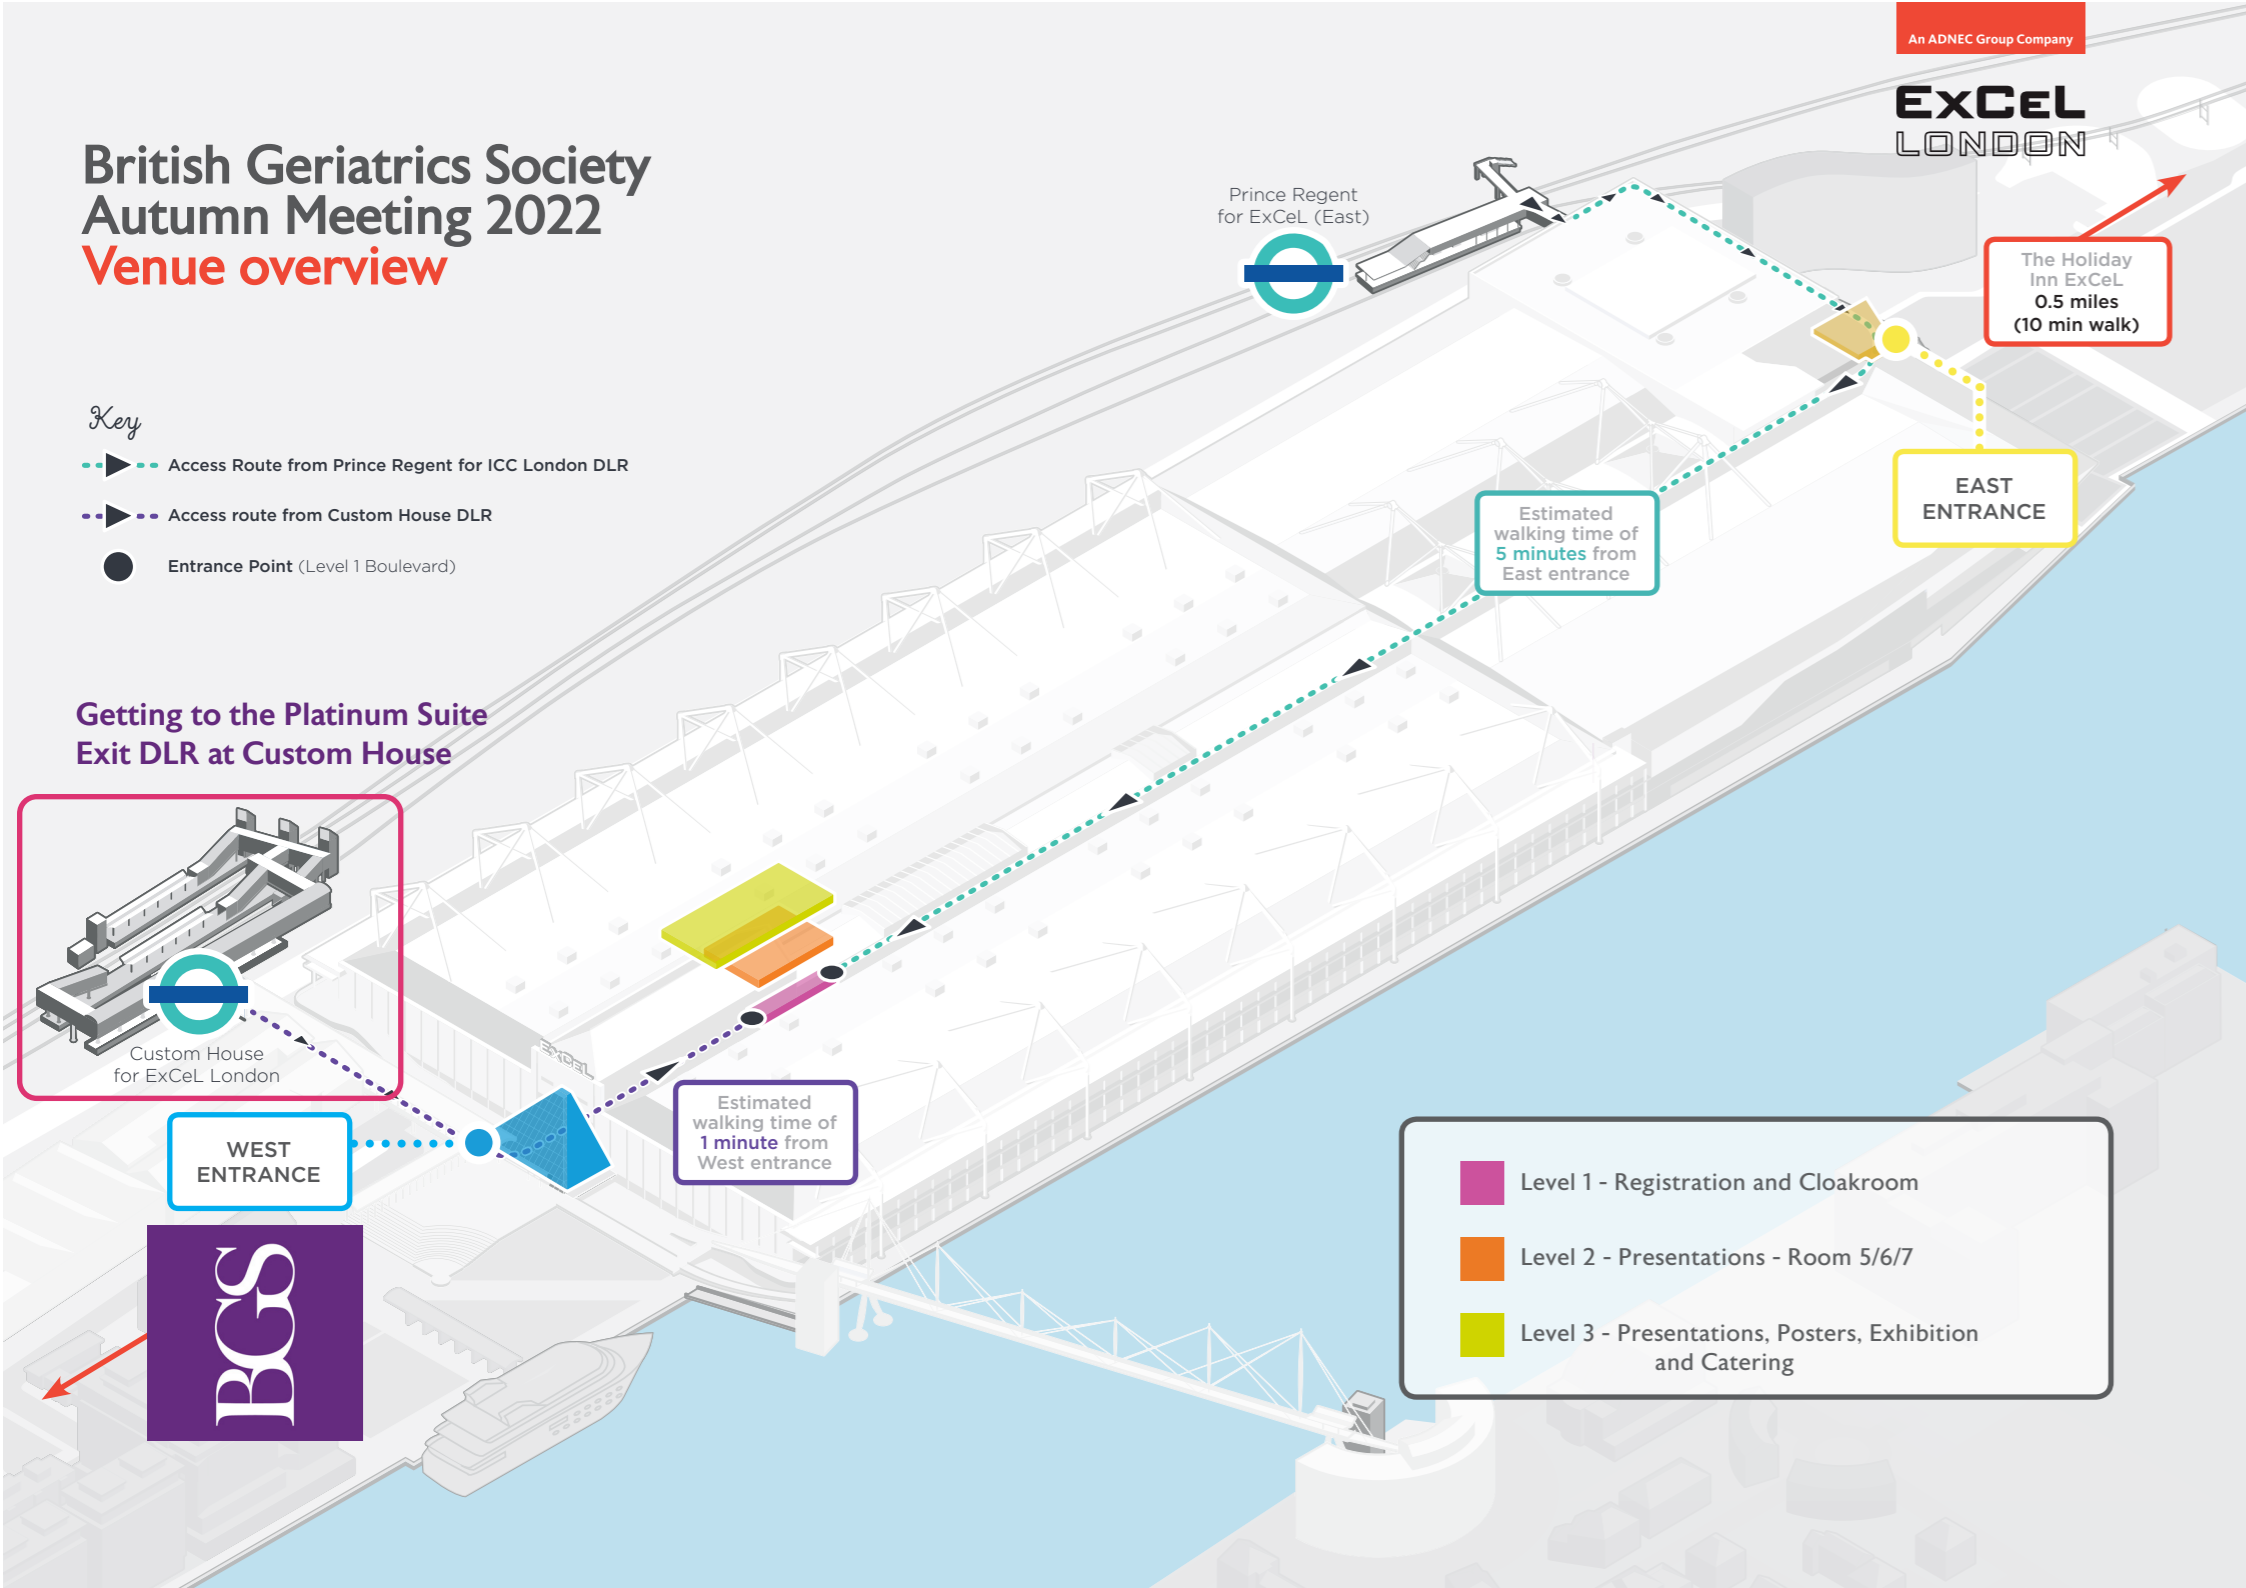 An ADNEC Group Company
ExCeL
LONDON
British Geriatrics Society
Autumn Meeting 2022
Venue overview
Prince Regent
for ExCeL (East)
The Holiday
Inn ExCeL
0.5 miles
(10 min walk)
Key
Access Route from Prince Regent for ICC London DLR
Access route from Custom House DLR
Entrance Point (Level 1 Boulevard)
EAST
ENTRANCE
Estimated
walking time of
5 minutes from
East entrance
Getting to the Platinum Suite
Exit DLR at Custom House
Custom House
for ExCeL London
EXCEL
Estimated
walking time of
1 minute from
West entrance
WEST
ENTRANCE
BGS
Level 1 - Registration and Cloakroom
Level 2 - Presentations - Room 5/6/7
Level 3 - Presentations, Posters, Exhibition
and Catering